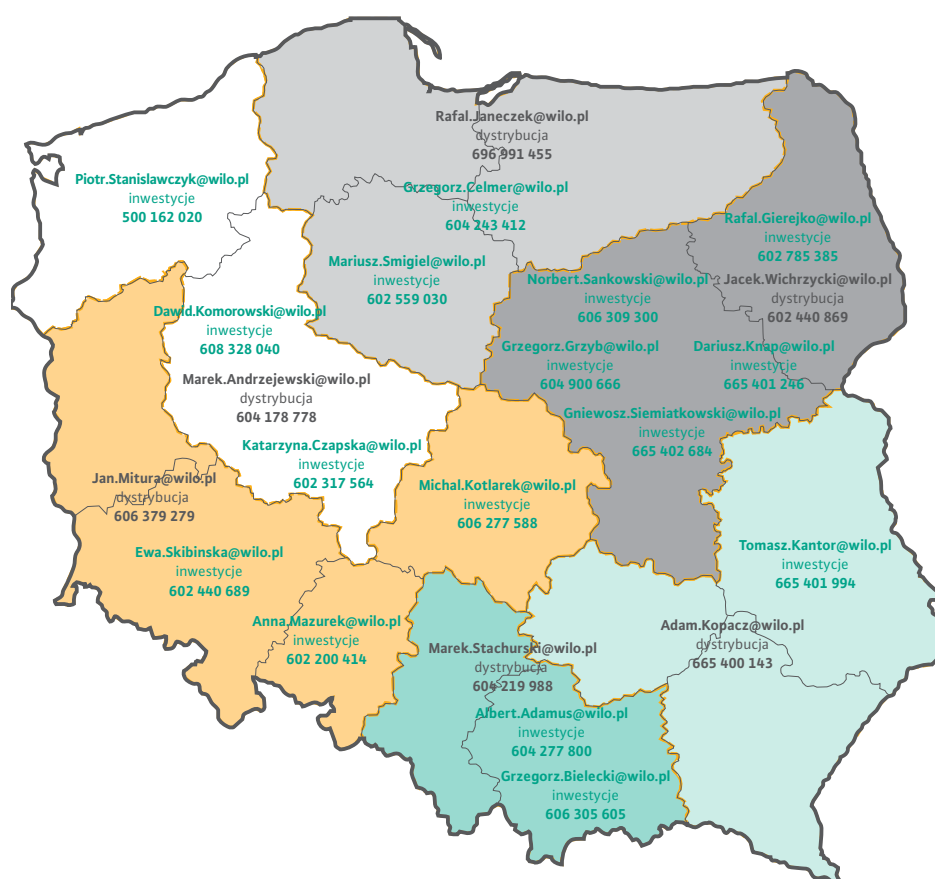 Rafal.Janeczek@wilo.pl
dystrybucja
696 991 455
Piotr.Stanislawczyk@wilo.pl
inwestycje
500 162 020
Grzegorz.Celmer@wilo.pl
inwestycje
604 243 412
Rafal.Gierejko@wilo.pl
inwestycje
602 785 385
Mariusz.Smigiel@wilo.pl
inwestycje
602 559 030
Norbert.Sankowski@wilo.pl
inwestycje
606 309 300
Jacek.Wichrzycki@wilo.pl
dystrybucja
602 440 869
Dawid.Komorowski@wilo.pl
inwestycje
608 328 040
Grzegorz.Grzyb@wilo.pl
inwestycje
604 900 666
Dariusz.Knap@wilo.pl
inwestycje
665 401 246
Marek.Andrzejewski@wilo.pl
dystrybucja
604 178 778
Gniewosz.Siemiatkowski@wilo.pl
inwestycje
665 402 684
Katarzyna.Czapska@wilo.pl
inwestycje
602 317 564
Jan.Mitura@wilo.pl
dystrybucja
606 379 279
Michal.Kotlarek@wilo.pl
inwestycje
606 277 588
Ewa.Skibinska@wilo.pl
inwestycje
602 440 689
Tomasz.Kantor@wilo.pl
inwestycje
665 401 994
Anna.Mazurek@wilo.pl
inwestycje
602 200 414
Adam.Kopacz@wilo.pl
dystrybucja
665 400 143
Marek.Stachurski@wilo.pl
dystrybucja
604 219 988
Albert.Adamus@wilo.pl
inwestycje
604 277 800
Grzegorz.Bielecki@wilo.pl
inwestycje
606 305 605